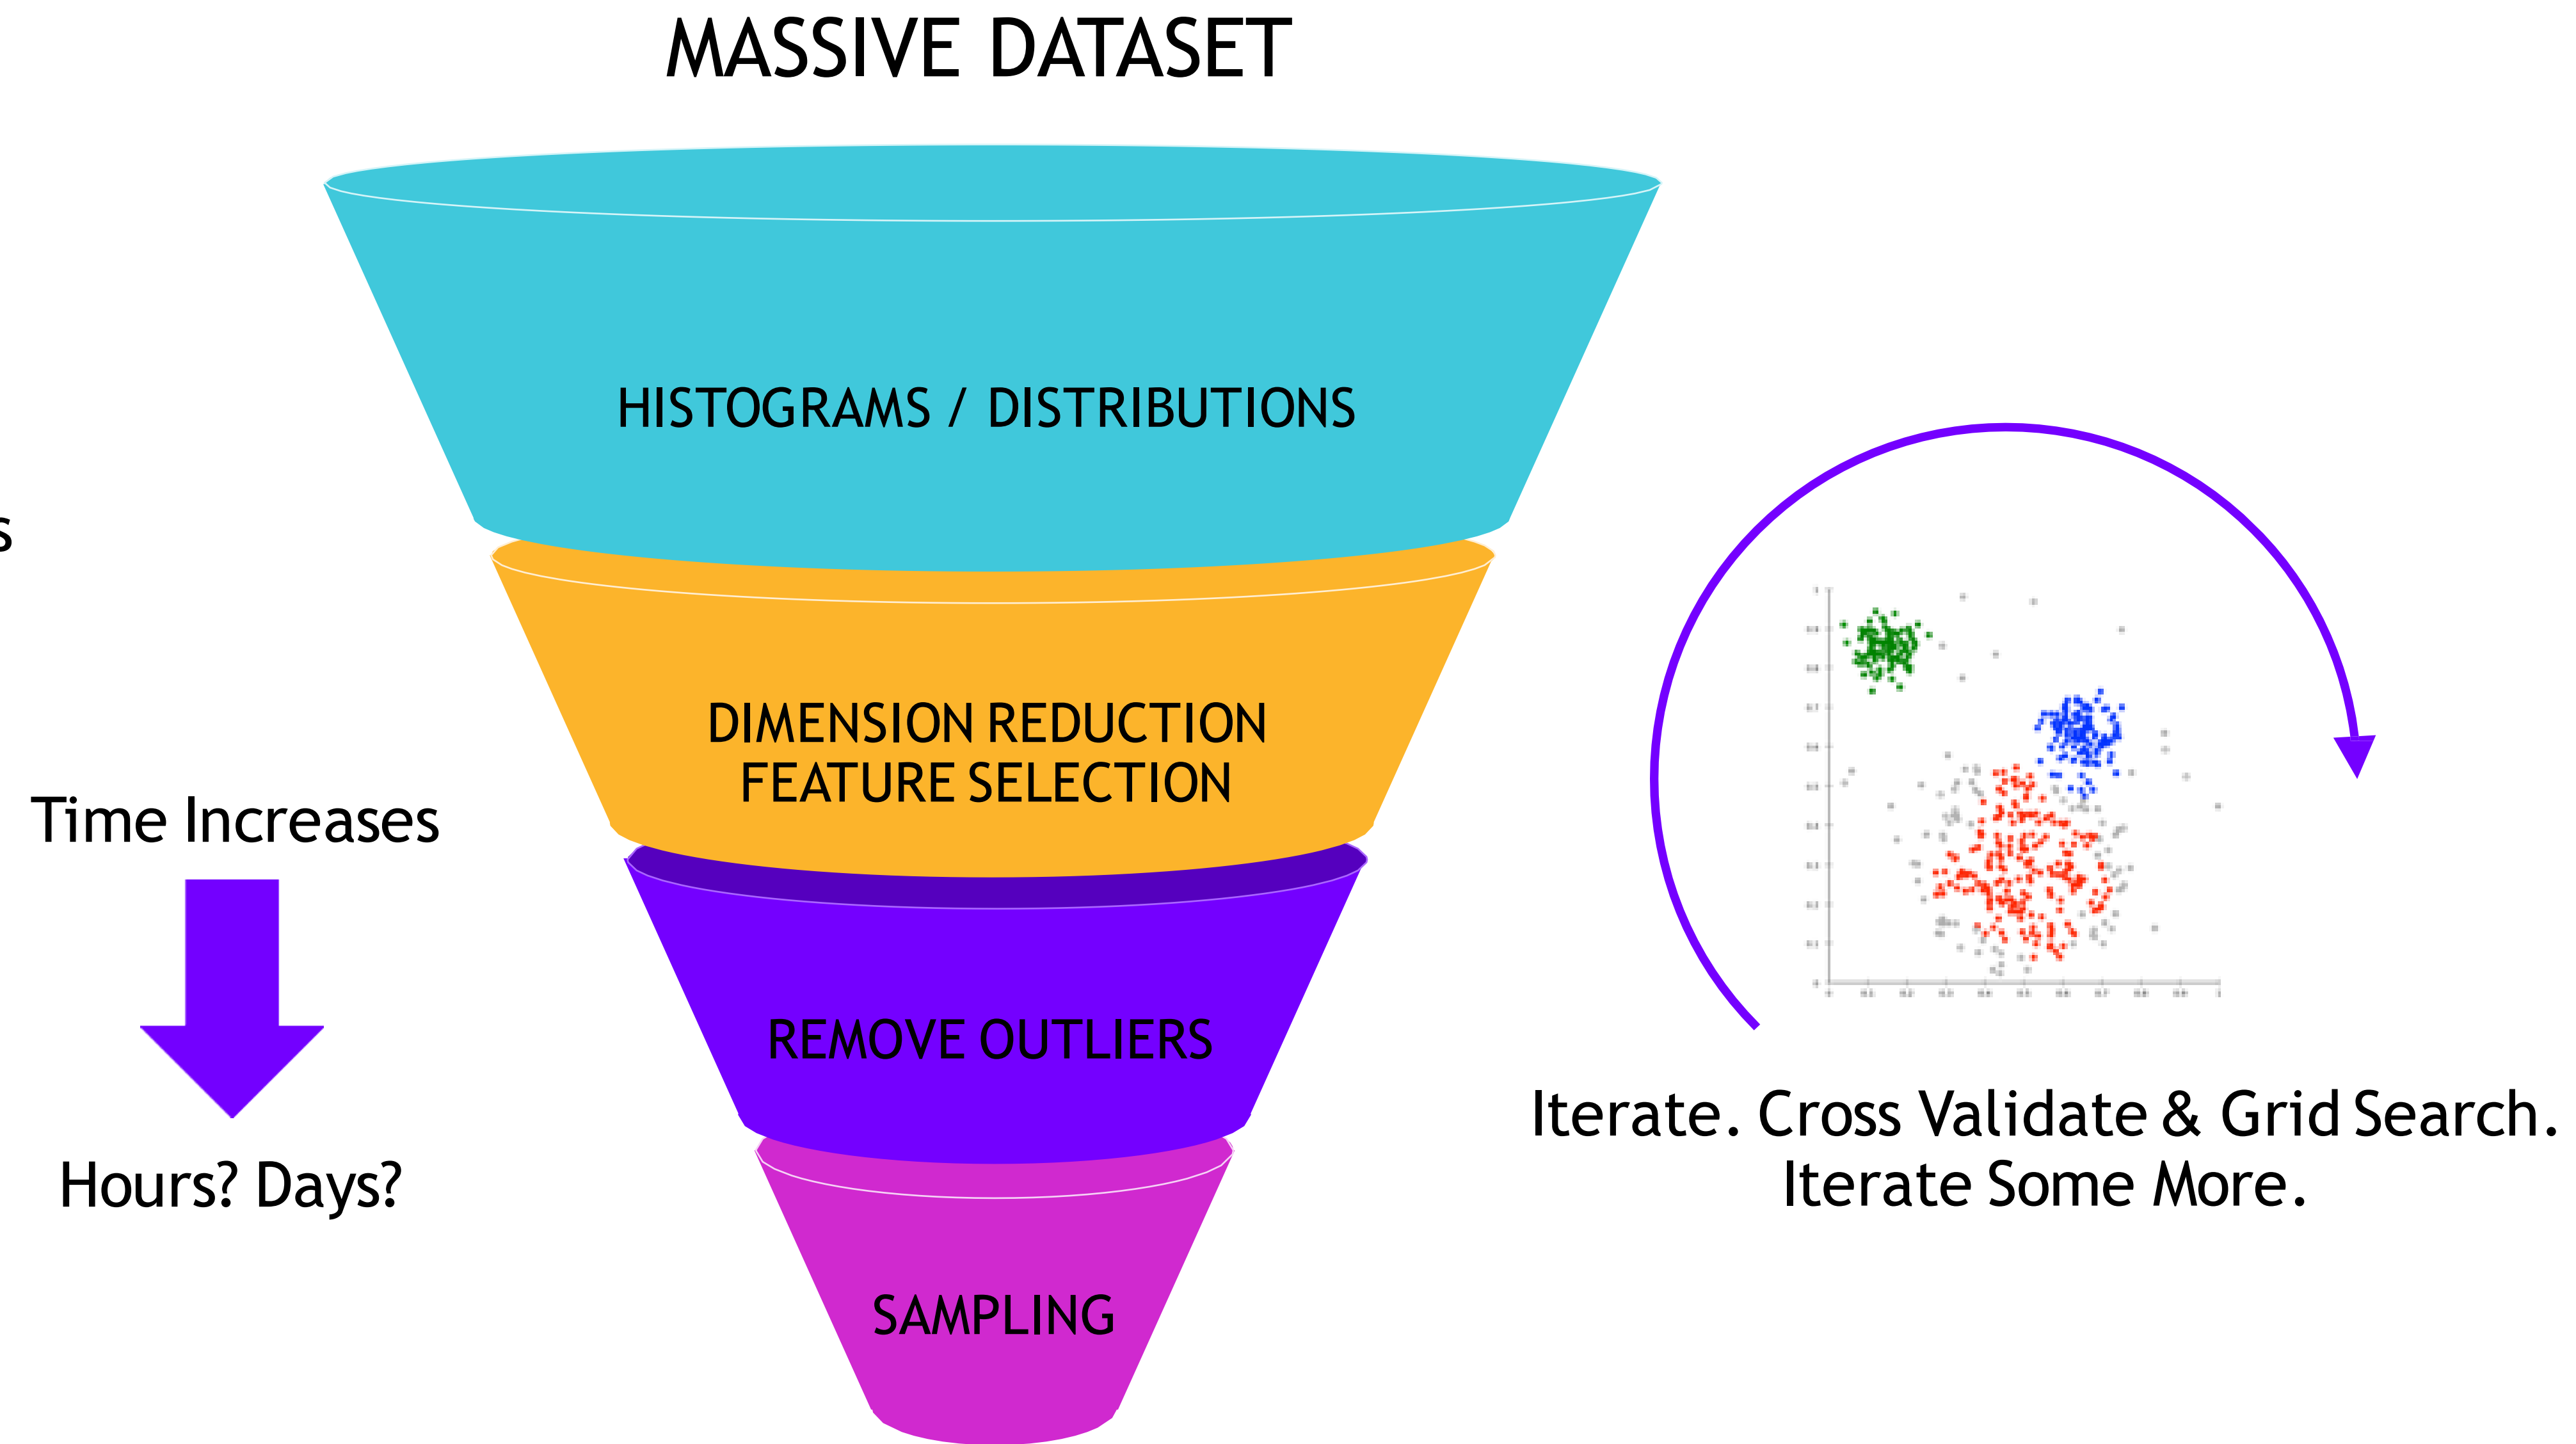 MASSIVE DATASET
HISTOGRAMS / DISTRIBUTIONS
s
DIMENSION REDUCTION
FEATURE SELECTION
Time Increases
REMOVE OUTLIERS
Hours? Days?
SAMPLING
Iterate. Cross Validate & Grid Search.
Iterate Some More.